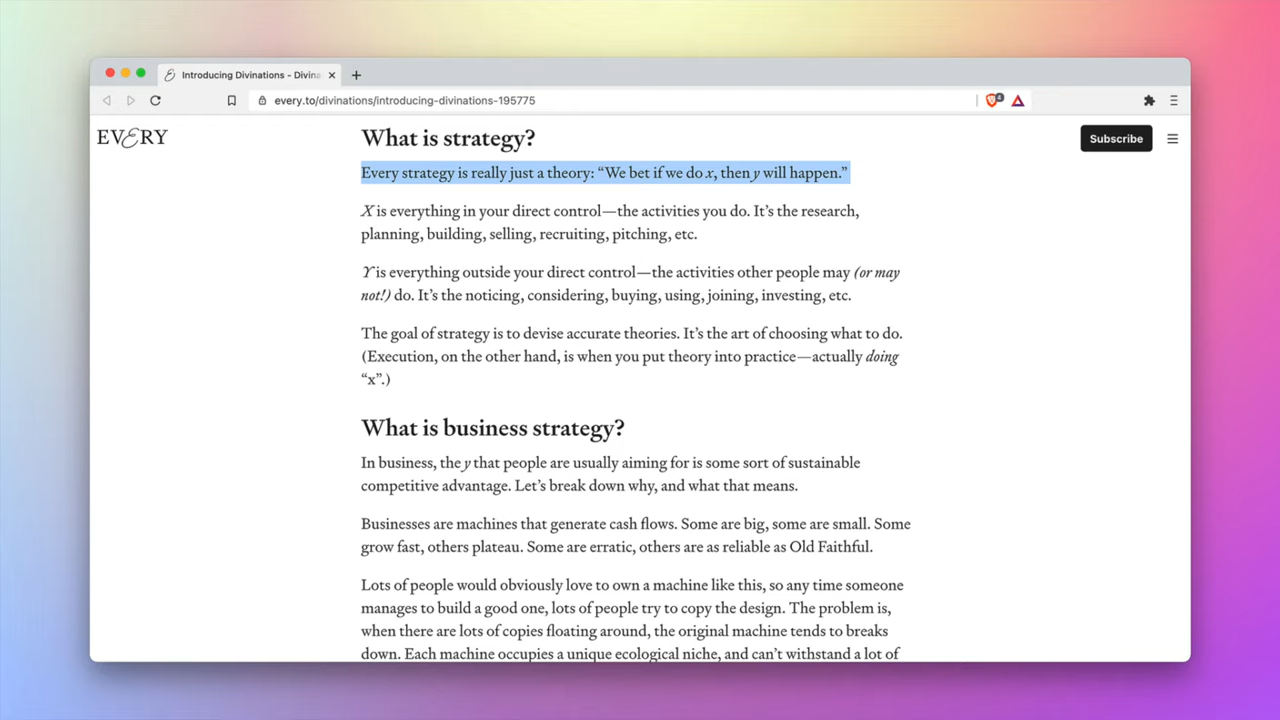 Introducing Divinations - Divina
every.to/divinations/introducing-divinations-195775
4
EVERY
Subscribe
What is strategy?
Every strategy is really just a theory: “We bet if we do x, then y will happen.”
X is everything in your direct control—the activities you do. It’s the research,
planning, building, selling, recruiting, pitching, etc.
Y is everything outside your direct control—the activities other people may (or may
not!) do. It’s the noticing, considering, buying, using, joining, investing, etc.
The goal of strategy is to devise accurate theories. It’s the art of choosing what to do.
(Execution, on the other hand, is when you put theory into practice—actually doing
“x”.)
What is business strategy?
In business, the y that people are usually aiming for is some sort of sustainable
competitive advantage. Let’s break down why, and what that means.
Businesses are machines that generate cash flows. Some are big, some are small. Some
grow fast, others plateau. Some are erratic, others are as reliable as Old Faithful.
Lots of people would obviously love to own a machine like this, so any time someone
manages to build a good one, lots of people try to copy the design. The problem is,
when there are lots of copies floating around, the original machine tends to breaks
down. Each machine occupies a unique ecological niche, and can’t withstand a lot of